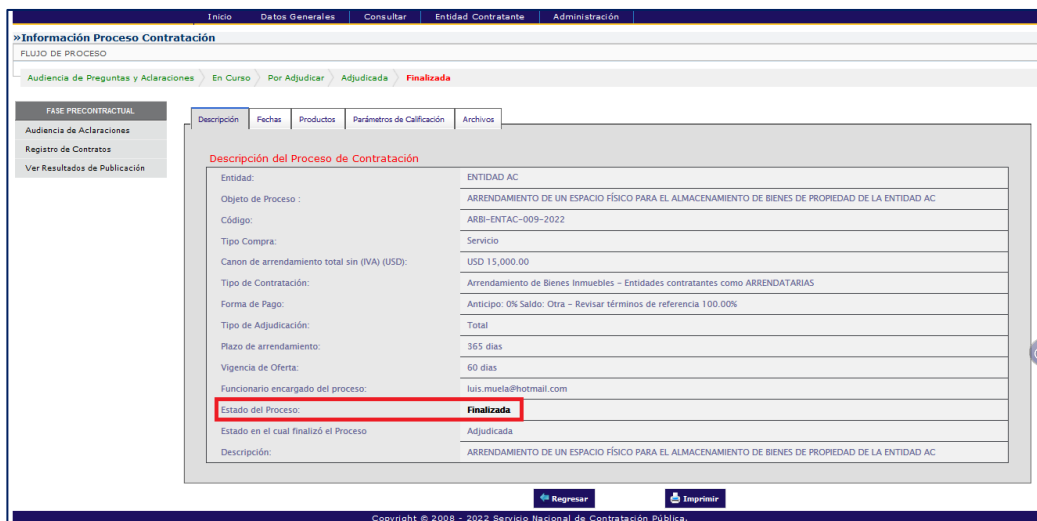 Inicio Datos Generales Consultar Entidad Contratante Administración
»Información Proceso Contratación
FLUJO DE PROCESO
Audiencia de Preguntas y Aclaraciones En Curso Por Adjudicar Adjudicada Finalizada
FASE PRECONTRACTUAL
Audiencia de Aclaraciones
Registro de Contratos
Ver Resultados de Publicación
Descripción Fechas Productos Parámetros de Calificación Archivos
Descripción del Proceso de Contratación
Entidad: ENTIDAD AC
Objeto de Proceso : ARRENDAMIENTO DE UN ESPACIO FÍSICO PARA EL ALMACENAMIENTO DE BIENES DE PROPIEDAD DE LA ENTIDAD AC
Código: ARBI-ENTAC-009-2022
Tipo Compra: Servicio
Canon de arrendamiento total sin (IVA) (USD): USD 15,000.00
Tipo de Contratación: Arrendamiento de Bienes Inmuebles - Entidades contratantes como ARRENDATARIAS
Forma de Pago: Anticipo: 0% Saldo: Otra - Revisar términos de referencia 100.00%
Tipo de Adjudicación: Total
Plazo de arrendamiento: 365 dias
Vigencia de Oferta: 60 dias
Funcionario encargado del proceso: luis.muela@hotmail.com
Estado del Proceso: Finalizada
Estado en el cual finalizó el Proceso Adjudicada
Descripción: ARRENDAMIENTO DE UN ESPACIO FÍSICO PARA EL ALMACENAMIENTO DE BIENES DE PROPIEDAD DE LA ENTIDAD AC
Regresar Imprimir
Copyright © 2008 - 2022 Servicio Nacional de Contratación Pública.